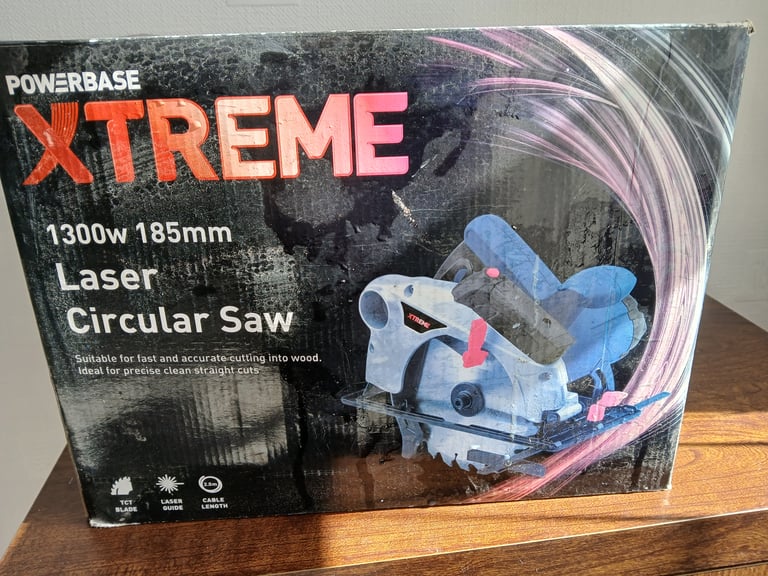 POWERBASE
XTREME
1300w 185mm
Laser
Circular Saw
Suitable for fast and accurate cutting into wood.
Ideal for precise clean straight cuts
XTREME
TCT
BLADE
LASER
GUIDE
CABLE
LENGTH